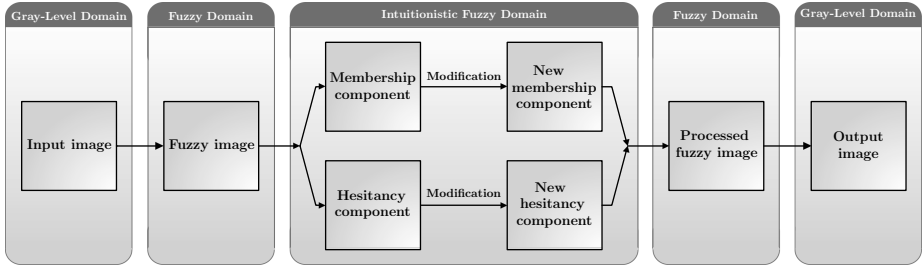 Gray-Level Domain
Fuzzy Domain
Intuitionistic Fuzzy Domain
Fuzzy Domain
Gray-Level Domain
Input image
Fuzzy image
Membership
component
Modification
New
membership
component
Hesitancy
component
Modification
New
hesitancy
component
Processed
fuzzy image
Output
image